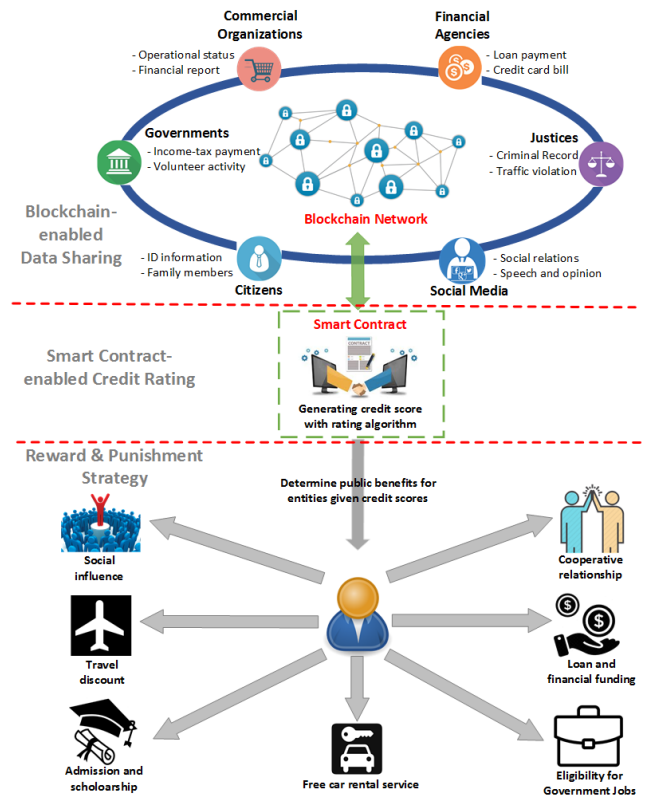 Commercial
Organizations
- Operational status
- Financial report
Financial
Agencies
- Loan payment
- Credit card bill
Governments
- Income-tax payment
- Volunteer activity
Justices
- Criminal Record
- Traffic violation
Blockchain Network
Blockchain-
enabled
Data Sharing
- ID information
- Family members
Citizens
- Social relations
- Speech and opinion
Social Media
Smart Contract
CONTRACT
Smart Contract-
enabled Credit Rating
Generating credit score
with rating algorithm
Reward & Punishment
Strategy
Determine public benefits for
entities given credit scores
Social
influence
Cooperative
relationship
Travel
discount
Loan and
financial funding
Admission and
scholarship
Free car rental service
Eligibility for
Government Jobs